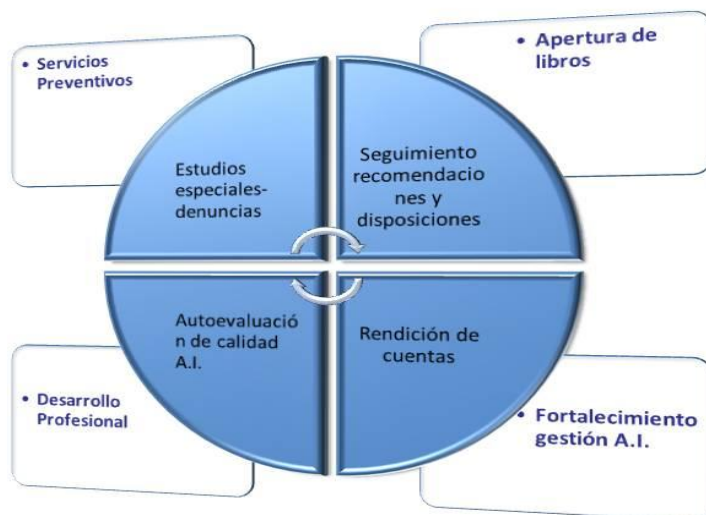 • Servicios
Preventivos
• Apertura de
libros
Estudios
especiales-
denuncias
Seguimiento
recomendacio
nes y
disposiciones
Autoevaluació
n de calidad
A.I.
Rendición de
cuentas
• Desarrollo
Profesional
• Fortalecimiento
gestión A.I.